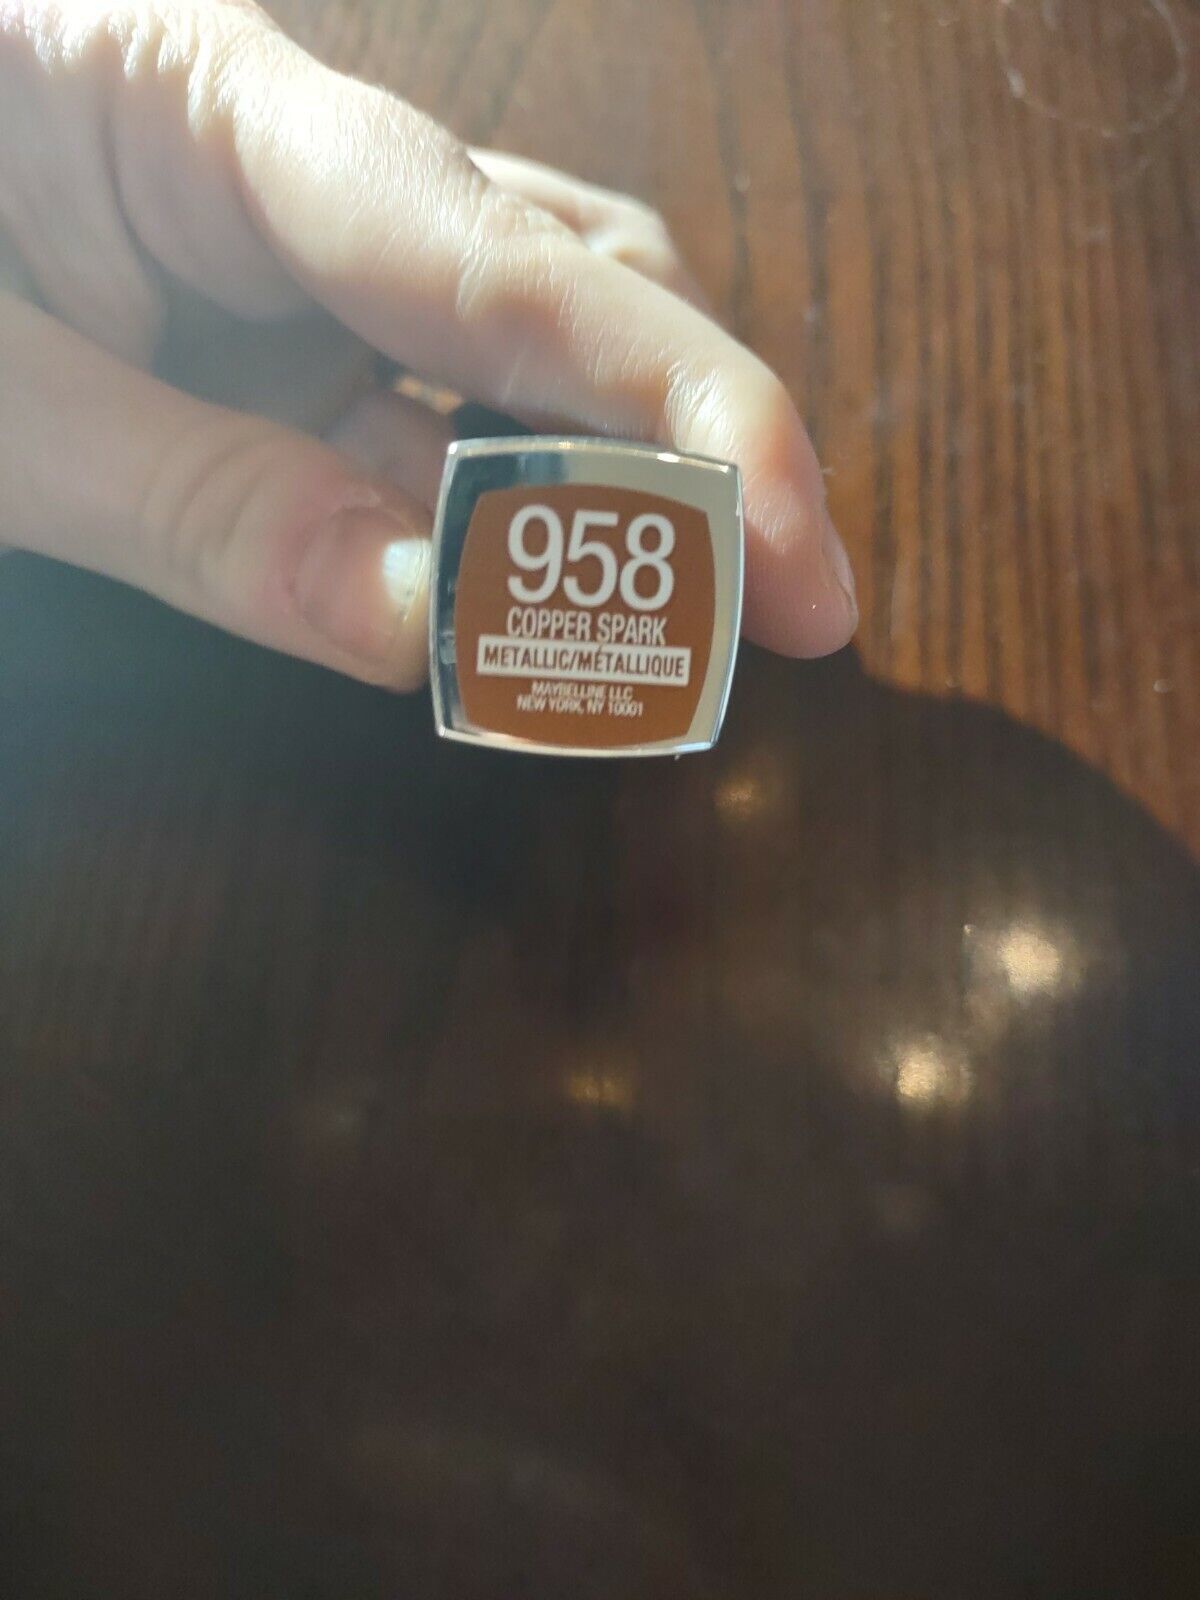 958
COPPER SPARK
METALLIC/MÉTALLIQUE
MAYBELLINE LLC
NEW YORK, NY 10001